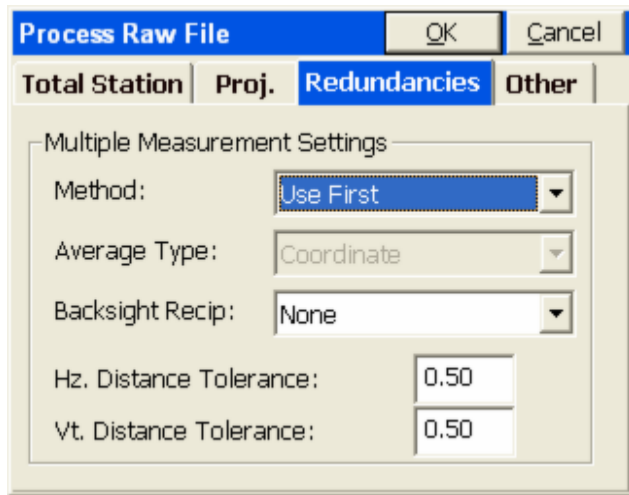 Process Raw File OK Cancel
Total Station Proj. Redundancies Other
Multiple Measurement Settings
Method: Use First
Average Type: Coordinate
Backsight Recip: None
Hz. Distance Tolerance: 0.50
Vt. Distance Tolerance: 0.50